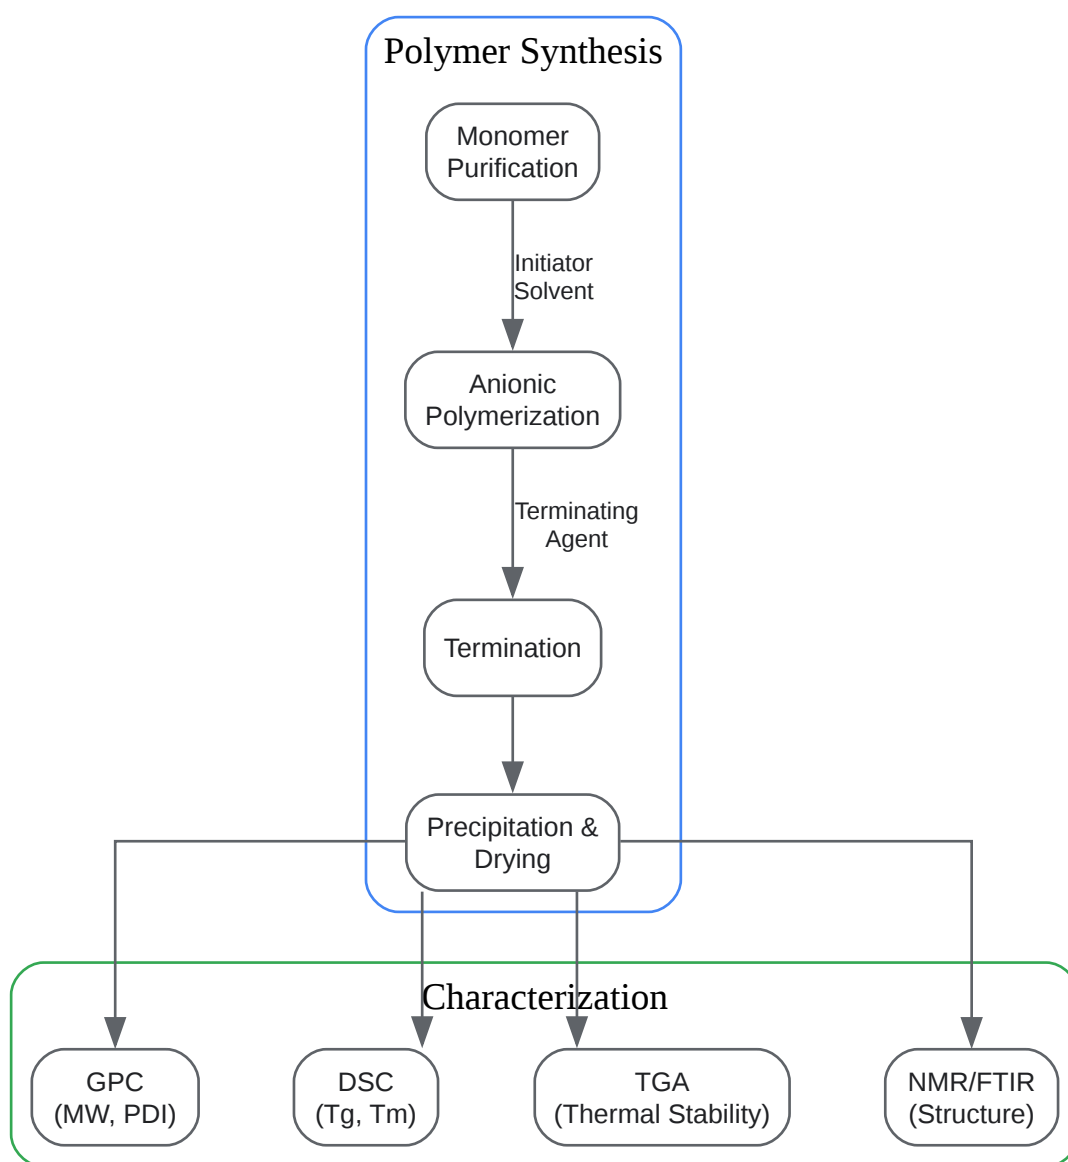 Polymer Synthesis
Monomer
Purification
Initiator
Solvent
Anionic
Polymerization
Terminating
Agent
Termination
Precipitation &
Drying
Characterization
GPC
(MW, PDI)
DSC
(Tg, Tm)
TGA
(Thermal Stability)
NMR/FTIR
(Structure)